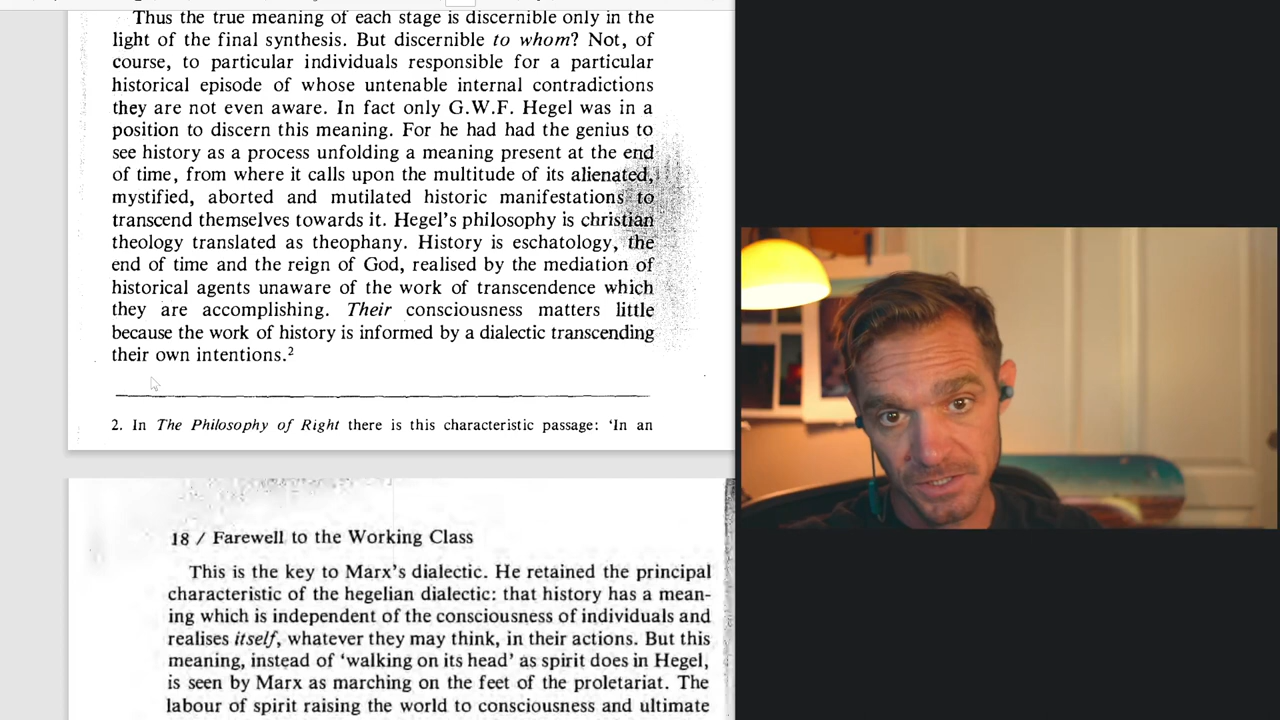 Thus the true meaning of each stage is discernible only in the
light of the final synthesis. But discernible to whom? Not, of
course, to particular individuals responsible for a particular
historical episode of whose untenable internal contradictions
they are not even aware. In fact only G.W.F. Hegel was in a
position to discern this meaning. For he had had the genius to
see history as a process unfolding a meaning present at the end
of time, from where it calls upon the multitude of its alienated,
mystified, aborted and mutilated historic manifestations to
transcend themselves towards it. Hegel's philosophy is christian
theology translated as theophany. History is eschatology, the
end of time and the reign of God, realised by the mediation of
historical agents unaware of the work of transcendence which
they are accomplishing. Their consciousness matters little
because the work of history is informed by a dialectic transcending
their own intentions.²
2. In The Philosophy of Right there is this characteristic passage: 'In an
18 / Farewell to the Working Class
This is the key to Marx's dialectic. He retained the principal
characteristic of the hegelian dialectic: that history has a mean-
ing which is independent of the consciousness of individuals and
realises itself, whatever they may think, in their actions. But this
meaning, instead of 'walking on its head' as spirit does in Hegel,
is seen by Marx as marching on the feet of the proletariat. The
labour of spirit raising the world to consciousness and ultimate